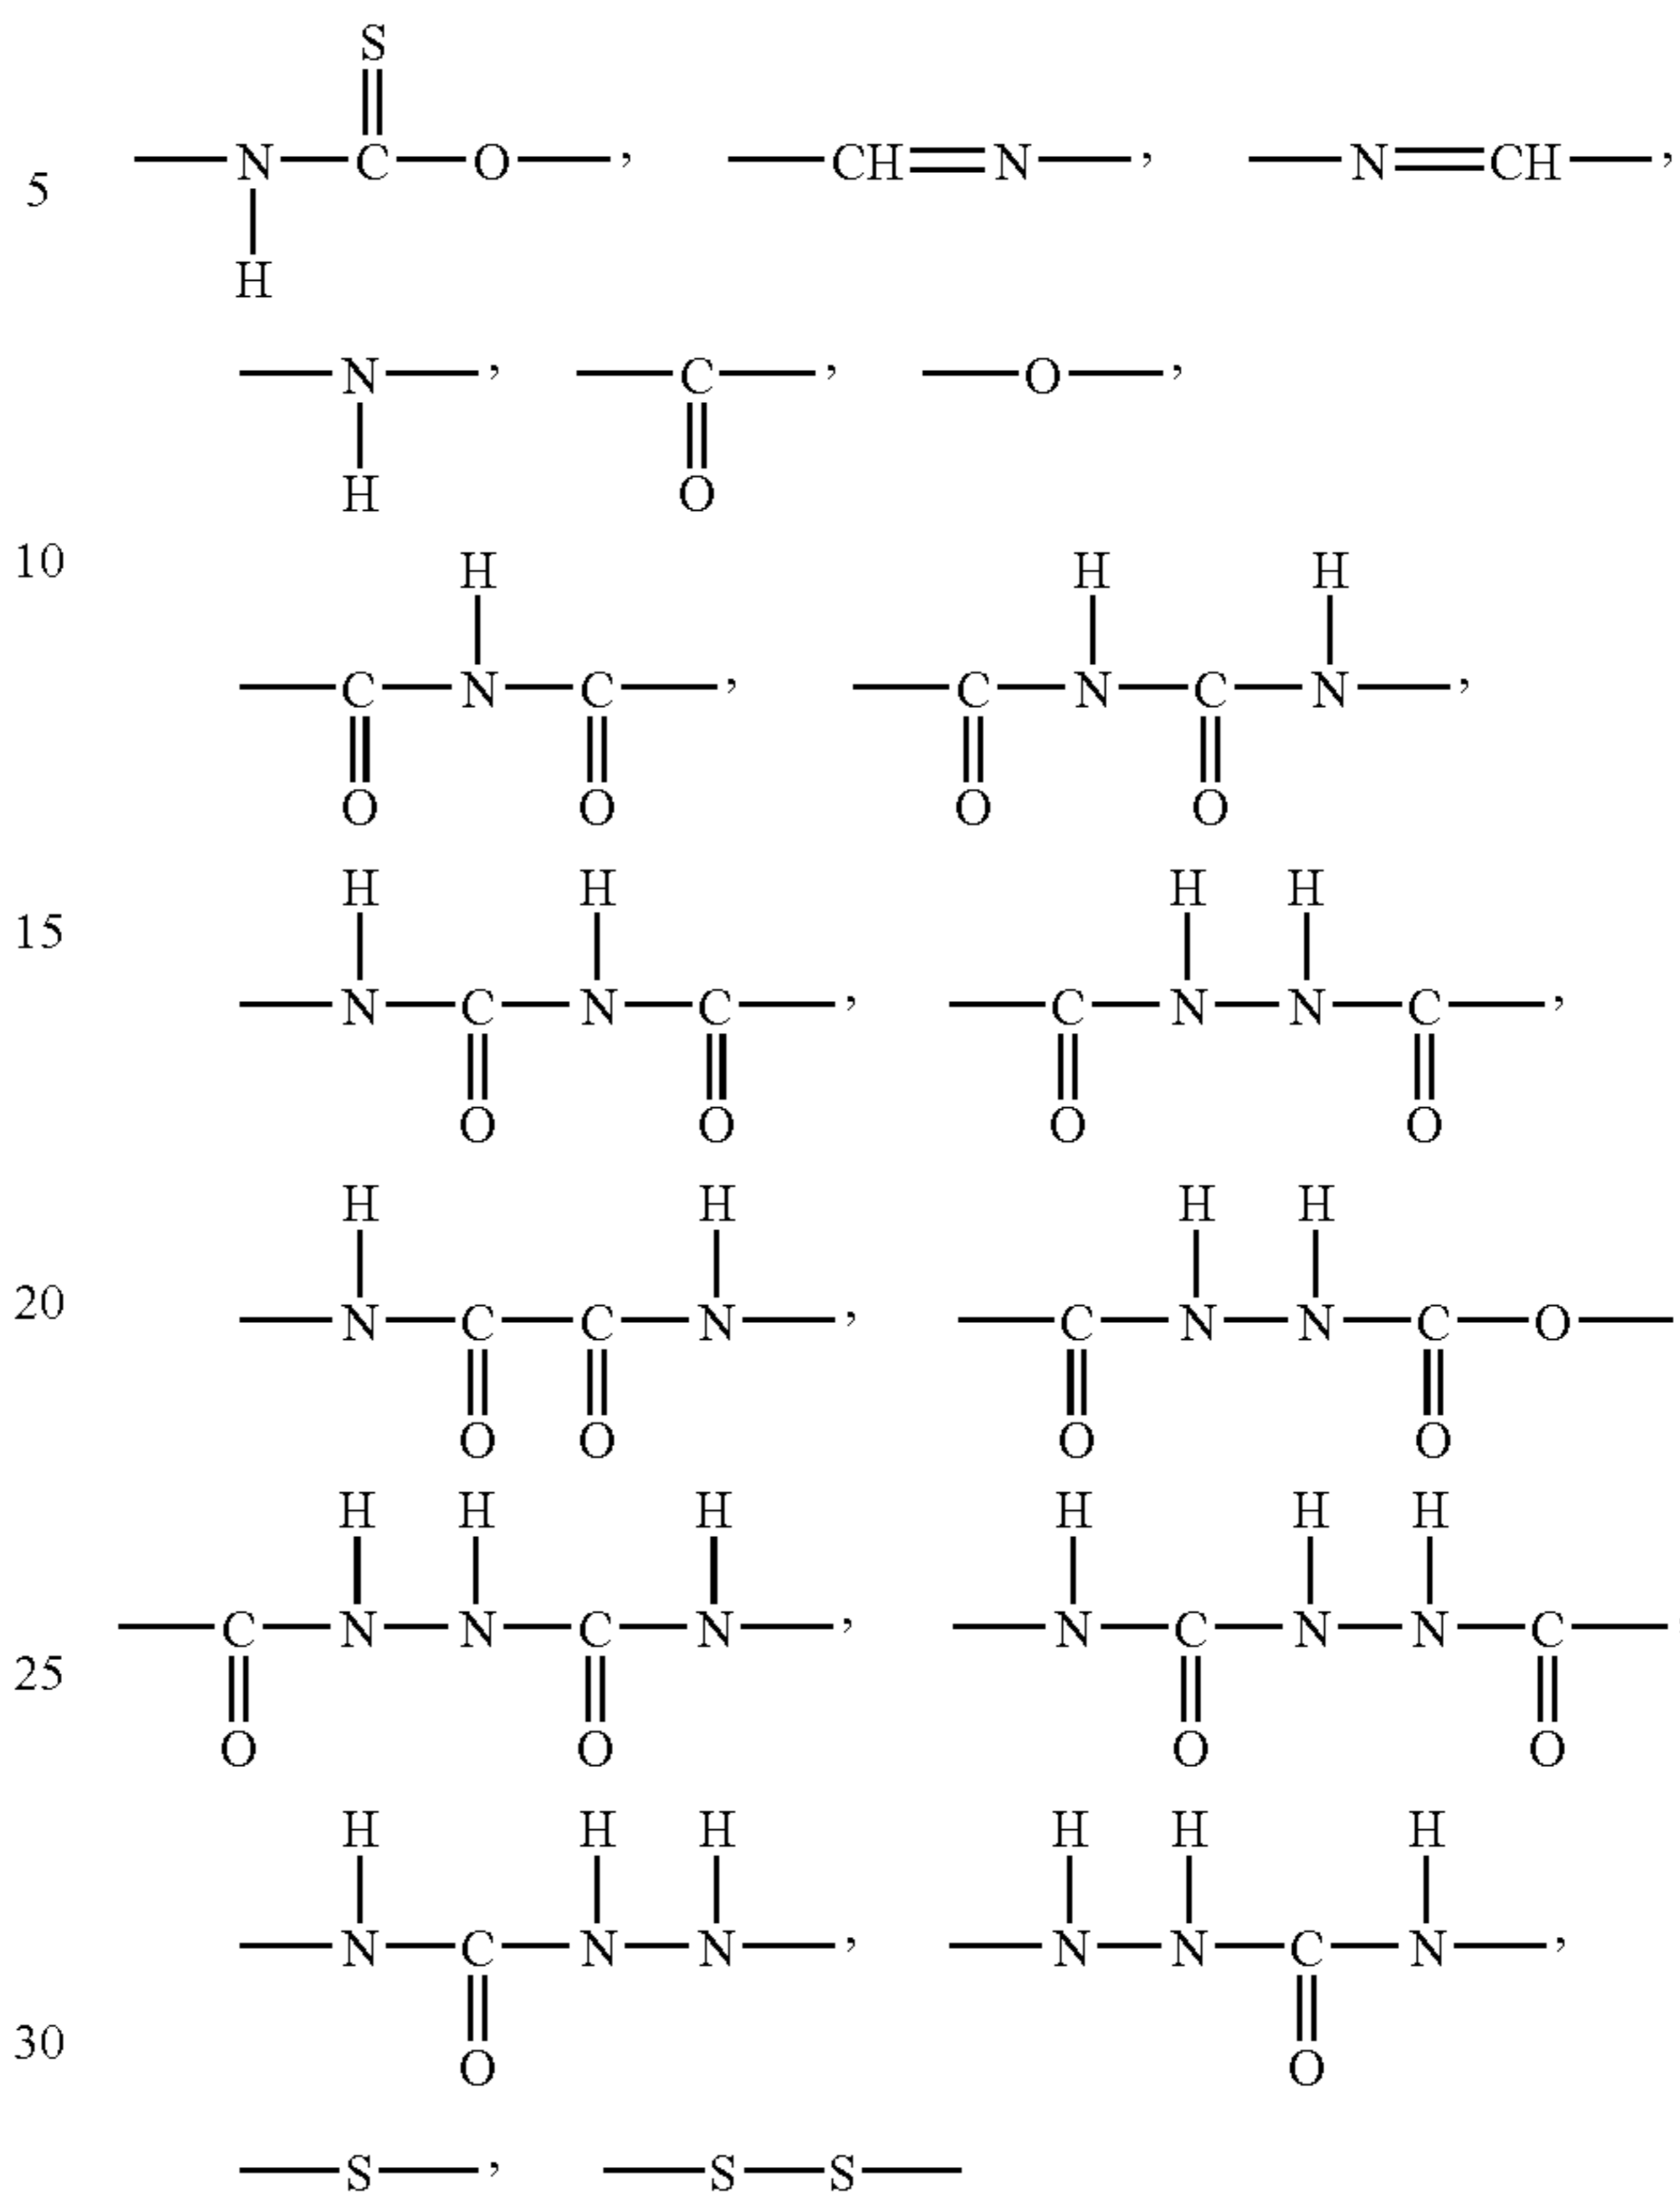 S
5 —N—C—O—, —CH=N—, —N=CH—,
H
—N—, —C—, —O—,
H O
10 H H H
—C—N—C—, —C—N—C—N—,
O O O O
15 H H H H
—N—C—N—C—, —C—N—N—C—,
O O O O
H H H H
20 —N—C—C—N—, —C—N—N—C—O—
O O O O
H H H H H H
—C—N—N—C—N—, —N—C—N—N—C—
25 O O O O
H H H H H H
—N—C—N—N—, —N—N—C—N—,
30 O O
—S—, —S—S—